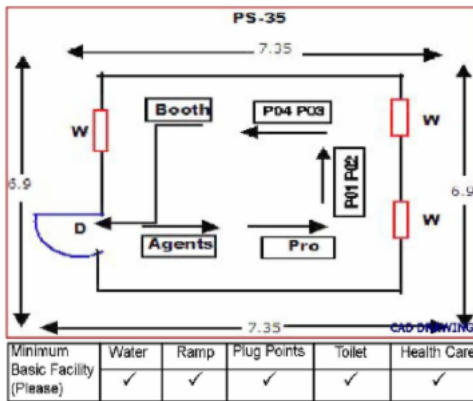 PS-35
7.35
Booth
P04 P03
W
W
6.9
P01 P02
6.9
W
D
Agents
Pro
7.35
CAD DRAWING
Minimum Basic Facility (Please)
Water
Ramp
Plug Points
Toilet
Health Care
✓ ✓ ✓ ✓ ✓